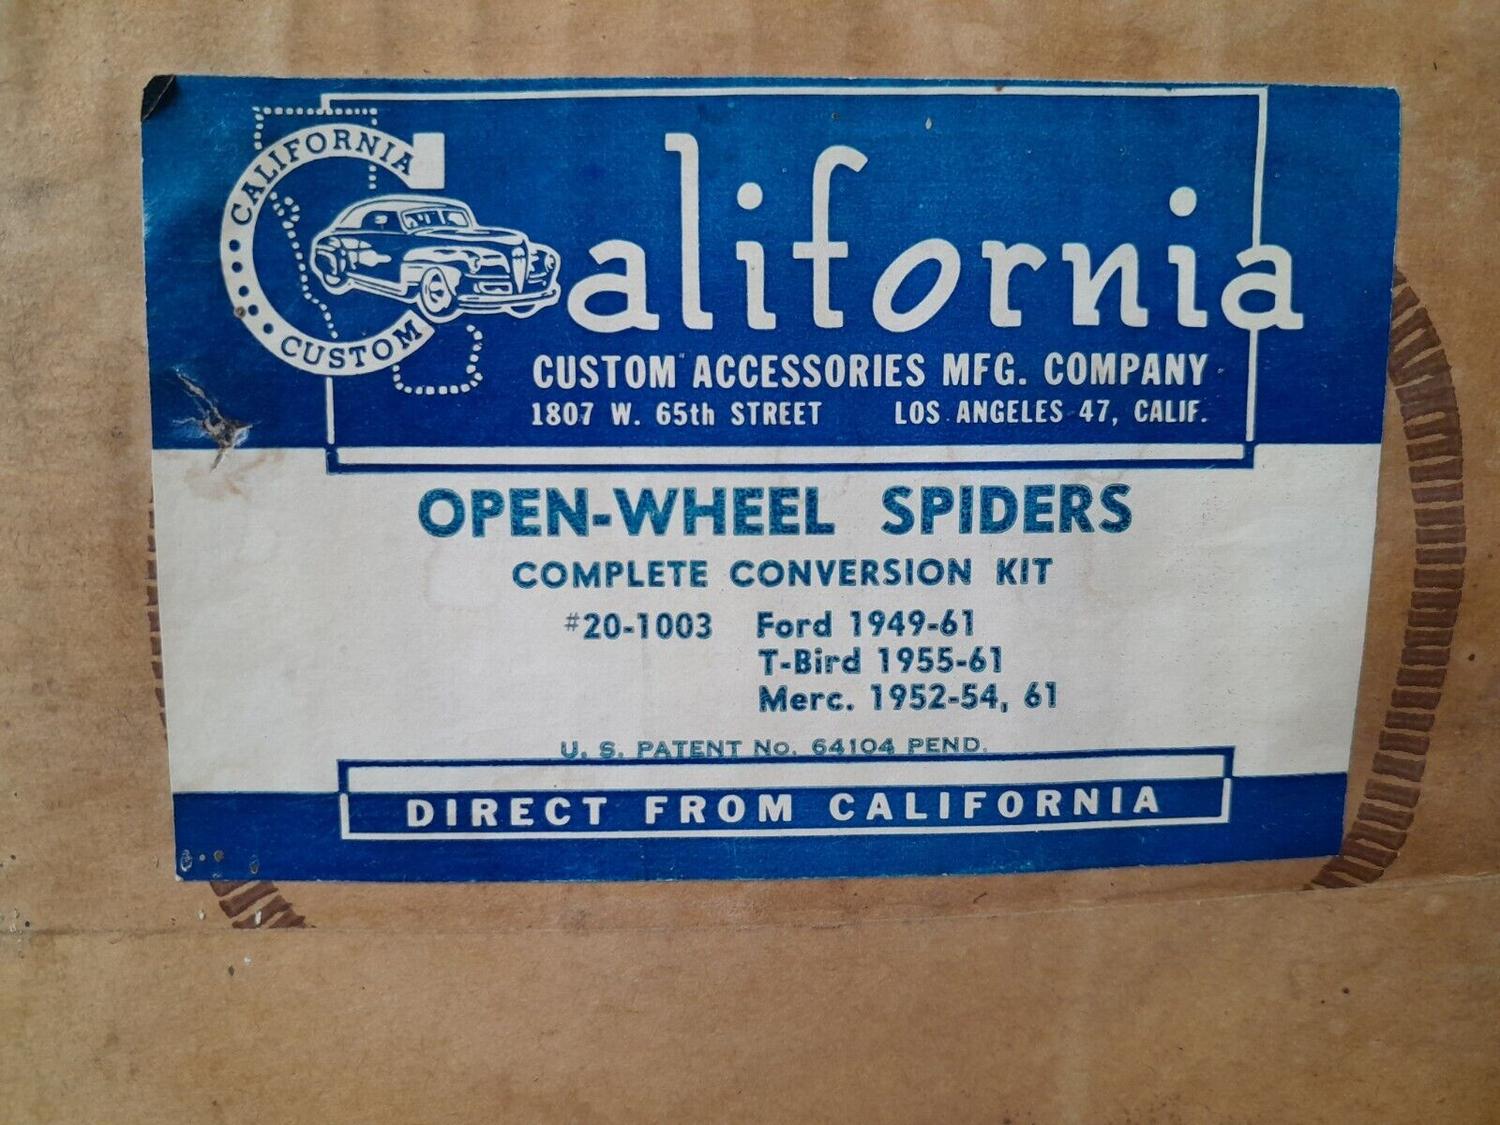 CALIFORNIA
CUSTOM
California
CUSTOM ACCESSORIES MFG. COMPANY
1807 W. 65th STREET LOS ANGELES 47, CALIF.
OPEN-WHEEL SPIDERS
COMPLETE CONVERSION KIT
#20-1003 Ford 1949-61
T-Bird 1955-61
Merc. 1952-54, 61
U. S. PATENT No. 64104 PEND.
DIRECT FROM CALIFORNIA